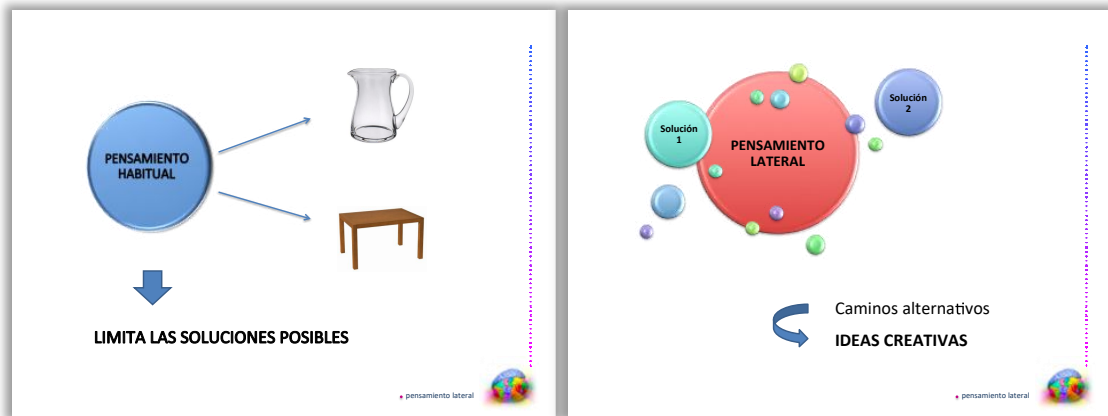 PENSAMIENTO
HABITUAL
LIMITA LAS SOLUCIONES POSIBLES
pensamiento lateral
Solución
1
Solución
2
PENSAMIENTO
LATERAL
Caminos alternativos
IDEAS CREATIVAS
pensamiento lateral